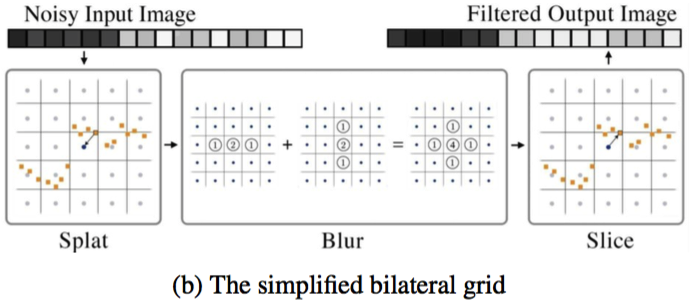 Noisy Input Image
Filtered Output Image
1 2 1
+
1
2
1
=
1
1 4 1
1
Splat
Blur
Slice
(b) The simplified bilateral grid